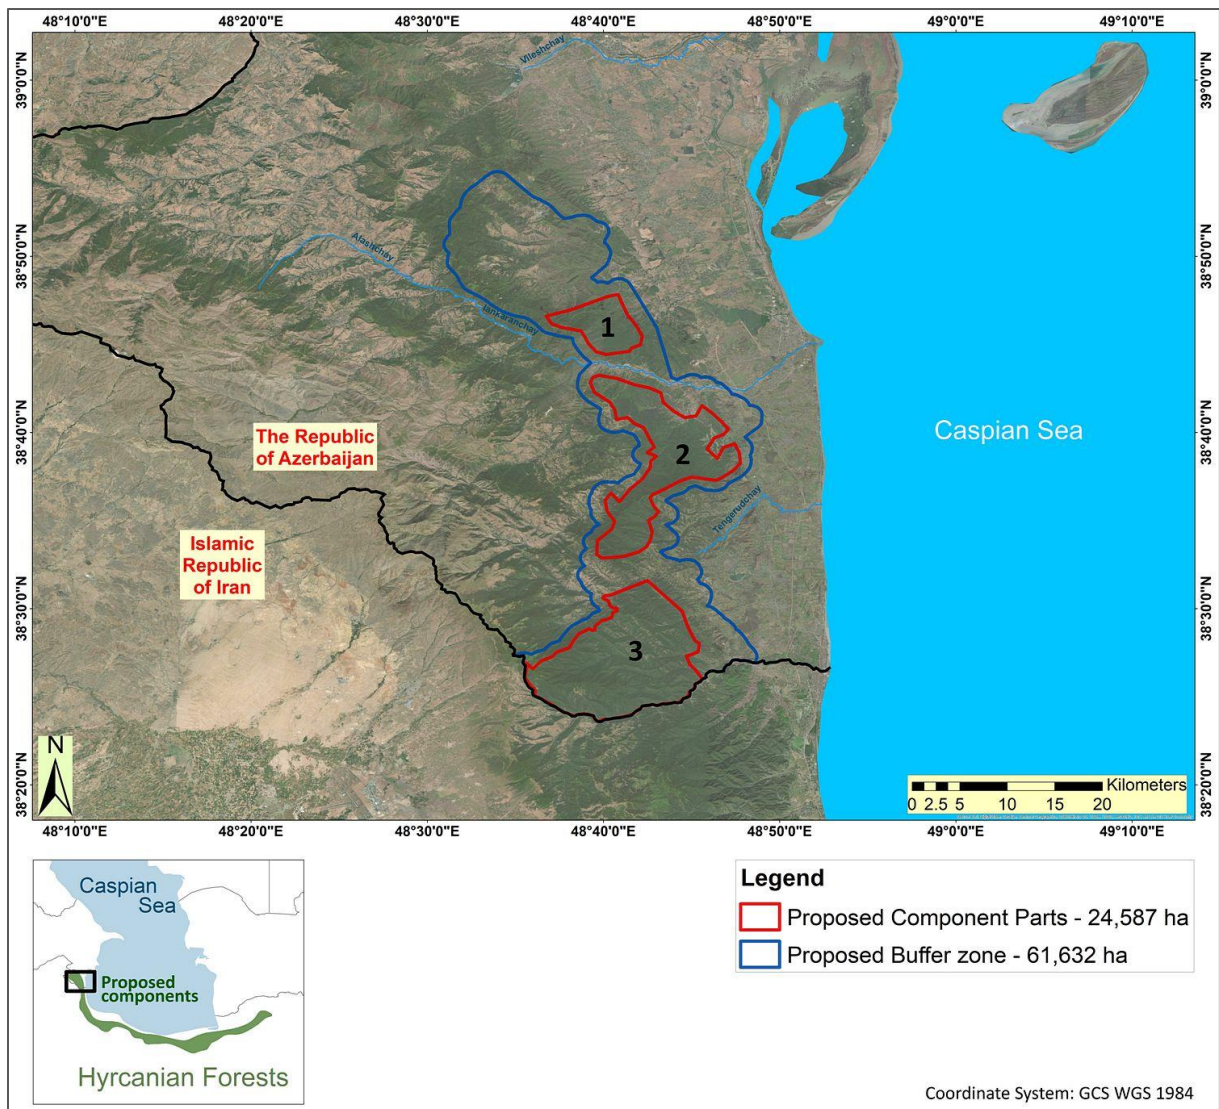 48°10'0"E 48°20'0"E 48°30'0"E 48°40'0"E 48°50'0"E 49°0'0"E 49°10'0"E
39°0'0"N
38°50'0"N
38°40'0"N
38°30'0"N
38°20'0"N
39°0'0"N
38°50'0"N
38°40'0"N
38°30'0"N
38°20'0"N
Vileshchay
Alashchay
lankaranchay
1
2
Tengerudchay
3
The Republic
of Azerbaijan
Islamic
Republic
of Iran
Caspian Sea
N
Kilometers
0 2.5 5 10 15 20
48°10'0"E 48°20'0"E 48°30'0"E 48°40'0"E 48°50'0"E 49°0'0"E 49°10'0"E
Caspian
Sea
Proposed
components
Hyrcanian Forests
Legend
Proposed Component Parts - 24,587 ha
Proposed Buffer zone - 61,632 ha
Coordinate System: GCS WGS 1984